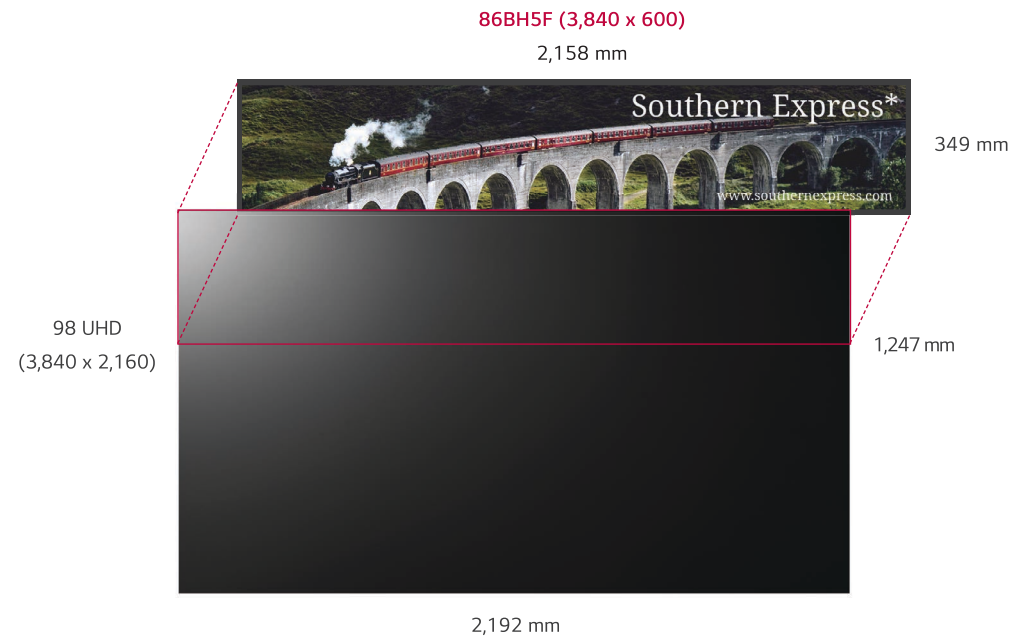 86BH5F (3,840 x 600)
2,158 mm
Southern Express*
349 mm
www.southernexpress.com
98 UHD
(3,840 x 2,160)
1,247 mm
2,192 mm